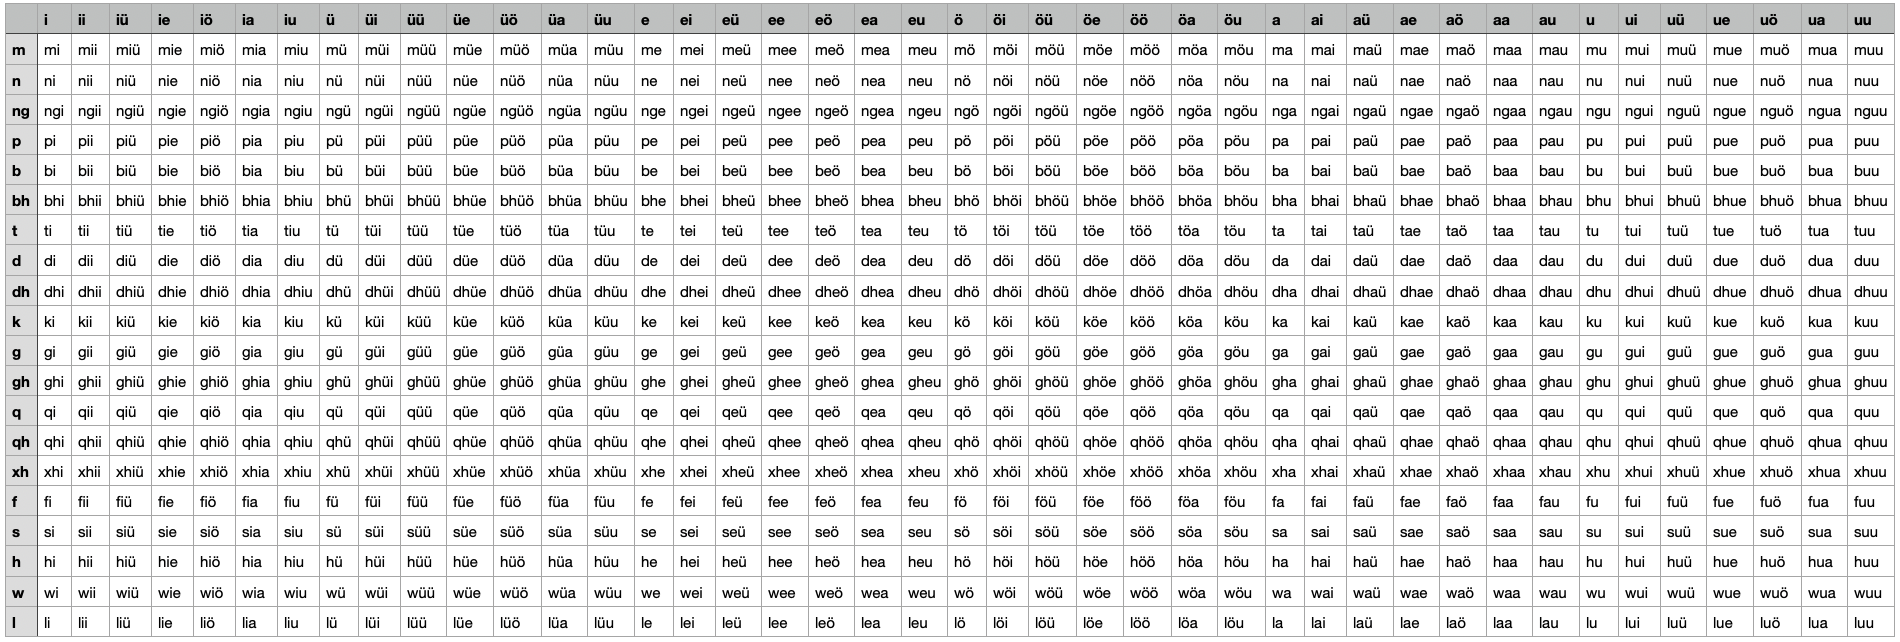 i ii iü ie iö ia iu ü üi üü üe üö üa üu e ei eü ee eö ea eu ö öi öü öe öö öa öu a ai aü ae aö aa au u ui uü ue uö ua uu
m mi mii miü mie miö mia miu mü müi müü müe müö müa müu me mei meü mee meö mea meu mö möi möü möe möö möa möu ma mai maü mae maö maa mau mu mui muü mue muö mua muu
n ni nii niü nie niö nia niu nü nüi nüü nüe nüö nüa nüu ne nei neü nee neö nea neu nö nöi nöü nöe nöö nöa nöu na nai naü nae naö naa nau nu nui nuü nue nuö nua nuu
ng ngi ngii ngiü ngie ngiö ngia ngiu ngü ngüi ngüü ngüe ngüö ngüa ngüu nge ngei ngeü ngee ngeö ngea ngeu ngö ngöi ngöü ngöe ngöö ngöa ngöu nga ngai ngaü ngae ngaö ngaa ngau ngu ngui nguü ngue nguö ngua nguu
p pi pii piü pie piö pia piu pü püi püü püe püö püa püu pe pei peü pee peö pea peu pö pöi pöü pöe pöö pöa pöu pa pai paü pae paö paa pau pu pui puü pue puö pua puu
b bi bii biü bie biö bia biu bü büi büü büe büö büa büu be bei beü bee beö bea beu bö böi böü böe böö böa böu ba bai baü bae baö baa bau bu bui buü bue buö bua buu
bh bhi bhii bhiü bhie bhiö bhia bhiu bhü bhüi bhüü bhüe bhüö bhüa bhüu bhe bhei bheü bhee bheö bhea bheu bhö bhöi bhöü bhöe bhöö bhöa bhöu bha bhai bhaü bhae bhaö bhaa bhau bhu bhui bhuü bhue bhuö bhua bhuu
t ti tii tiü tie tiö tia tiu tü tüi tüü tüe tüö tüa tüu te tei teü tee teö tea teu tö töi töü töe töö töa töu ta tai taü tae taö taa tau tu tui tuü tue tuö tua tuu
d di dii diü die diö dia diu dü düi düü düe düö düa düu de dei deü dee deö dea deu dö döi döü döe döö döa döu da dai daü dae daö daa dau du dui duü due duö dua duu
dh dhi dhii dhiü dhie dhiö dhia dhiu dhü dhüi dhüü dhüe dhüö dhüa dhüu dhe dhei dheü dhee dheö dhea dheu dhö dhöi dhöü dhöe dhöö dhöa dhöu dha dhai dhaü dhae dhaö dhaa dhau dhu dhui dhuü dhue dhuö dhua dhuu
k ki kii kiü kie kiö kia kiu kü küi küü küe küö küa küu ke kei keü kee keö kea keu kö köi köü köe köö köa köu ka kai kaü kae kaö kaa kau ku kui kuü kue kuö kua kuu
g gi gii giü gie giö gia giu gü güi güü güe güö güa güu ge gei geü gee geö gea geu gö göi göü göe göö göa göu ga gai gaü gae gaö gaa gau gu gui guü gue guö gua guu
gh ghi ghii ghiü ghie ghiö ghia ghiu ghü ghüi ghüü ghüe ghüö ghüa ghüu ghe ghei gheü ghee gheö ghea gheu ghö ghöi ghöü ghöe ghöö ghöa ghöu gha ghai ghaü ghae ghaö ghaa ghau ghu ghui ghuü ghue ghuö ghua ghuu
q qi qii qiü qie qiö qia qiu qü qüi qüü qüe qüö qüa qüu qe qei qeü qee qeö qea qeu qö qöi qöü qöe qöö qöa qöu qa qai qaü qae qaö qaa qau qu qui quü que quö qua quu
qh qhi qhii qhiü qhie qhiö qhia qhiu qhü qhüi qhüü qhüe qhüö qhüa qhüu qhe qhei qheü qhee qheö qhea qheu qhö qhöi qhöü qhöe qhöö qhöa qhöu qha qhai qhaü qhae qhaö qhaa qhau qhu qhui qhuü qhue qhuö qhua qhuu
xh xhi xhii xhiü xhie xhiö xhia xhiu xhü xhüi xhüü xhüe xhüö xhüa xhüu xhe xhei xheü xhee xheö xhea xheu xhö xhöi xhöü xhöe xhöö xhöa xhöu xha xhai xhaü xhae xhaö xhaa xhau xhu xhui xhuü xhue xhuö xhua xhuu
f fi fii fiü fie fiö fia fiu fü füi füü füe füö füa füu fe fei feü fee feö fea feu fö föi föü föe föö föa föu fa fai faü fae faö faa fau fu fui fuü fue fuö fua fuu
s si sii siü sie siö sia siu sü süi süü süe süö süa süu se sei seü see seö sea seu sö söi söü söe söö söa söu sa sai saü sae saö saa sau su sui suü sue suö sua suu
h hi hii hiü hie hiö hia hiu hü hüi hüü hüe hüö hüa hüu he hei heü hee heö hea heu hö höi höü höe höö höa höu ha hai haü hae haö haa hau hu hui huü hue huö hua huu
w wi wii wiü wie wiö wia wiu wü wüi wüü wüe wüö wüa wüu we wei weü wee weö wea weu wö wöi wöü wöe wöö wöa wöu wa wai waü wae waö waa wau wu wui wuü wue wuö wua wuu
l li lii liü lie liö lia liu lü lüi lüü lüe lüö lüa lüu le lei leü lee leö lea leu lö löi löü löe löö löa löu la lai laü lae laö laa lau lu lui luü lue luö lua luu